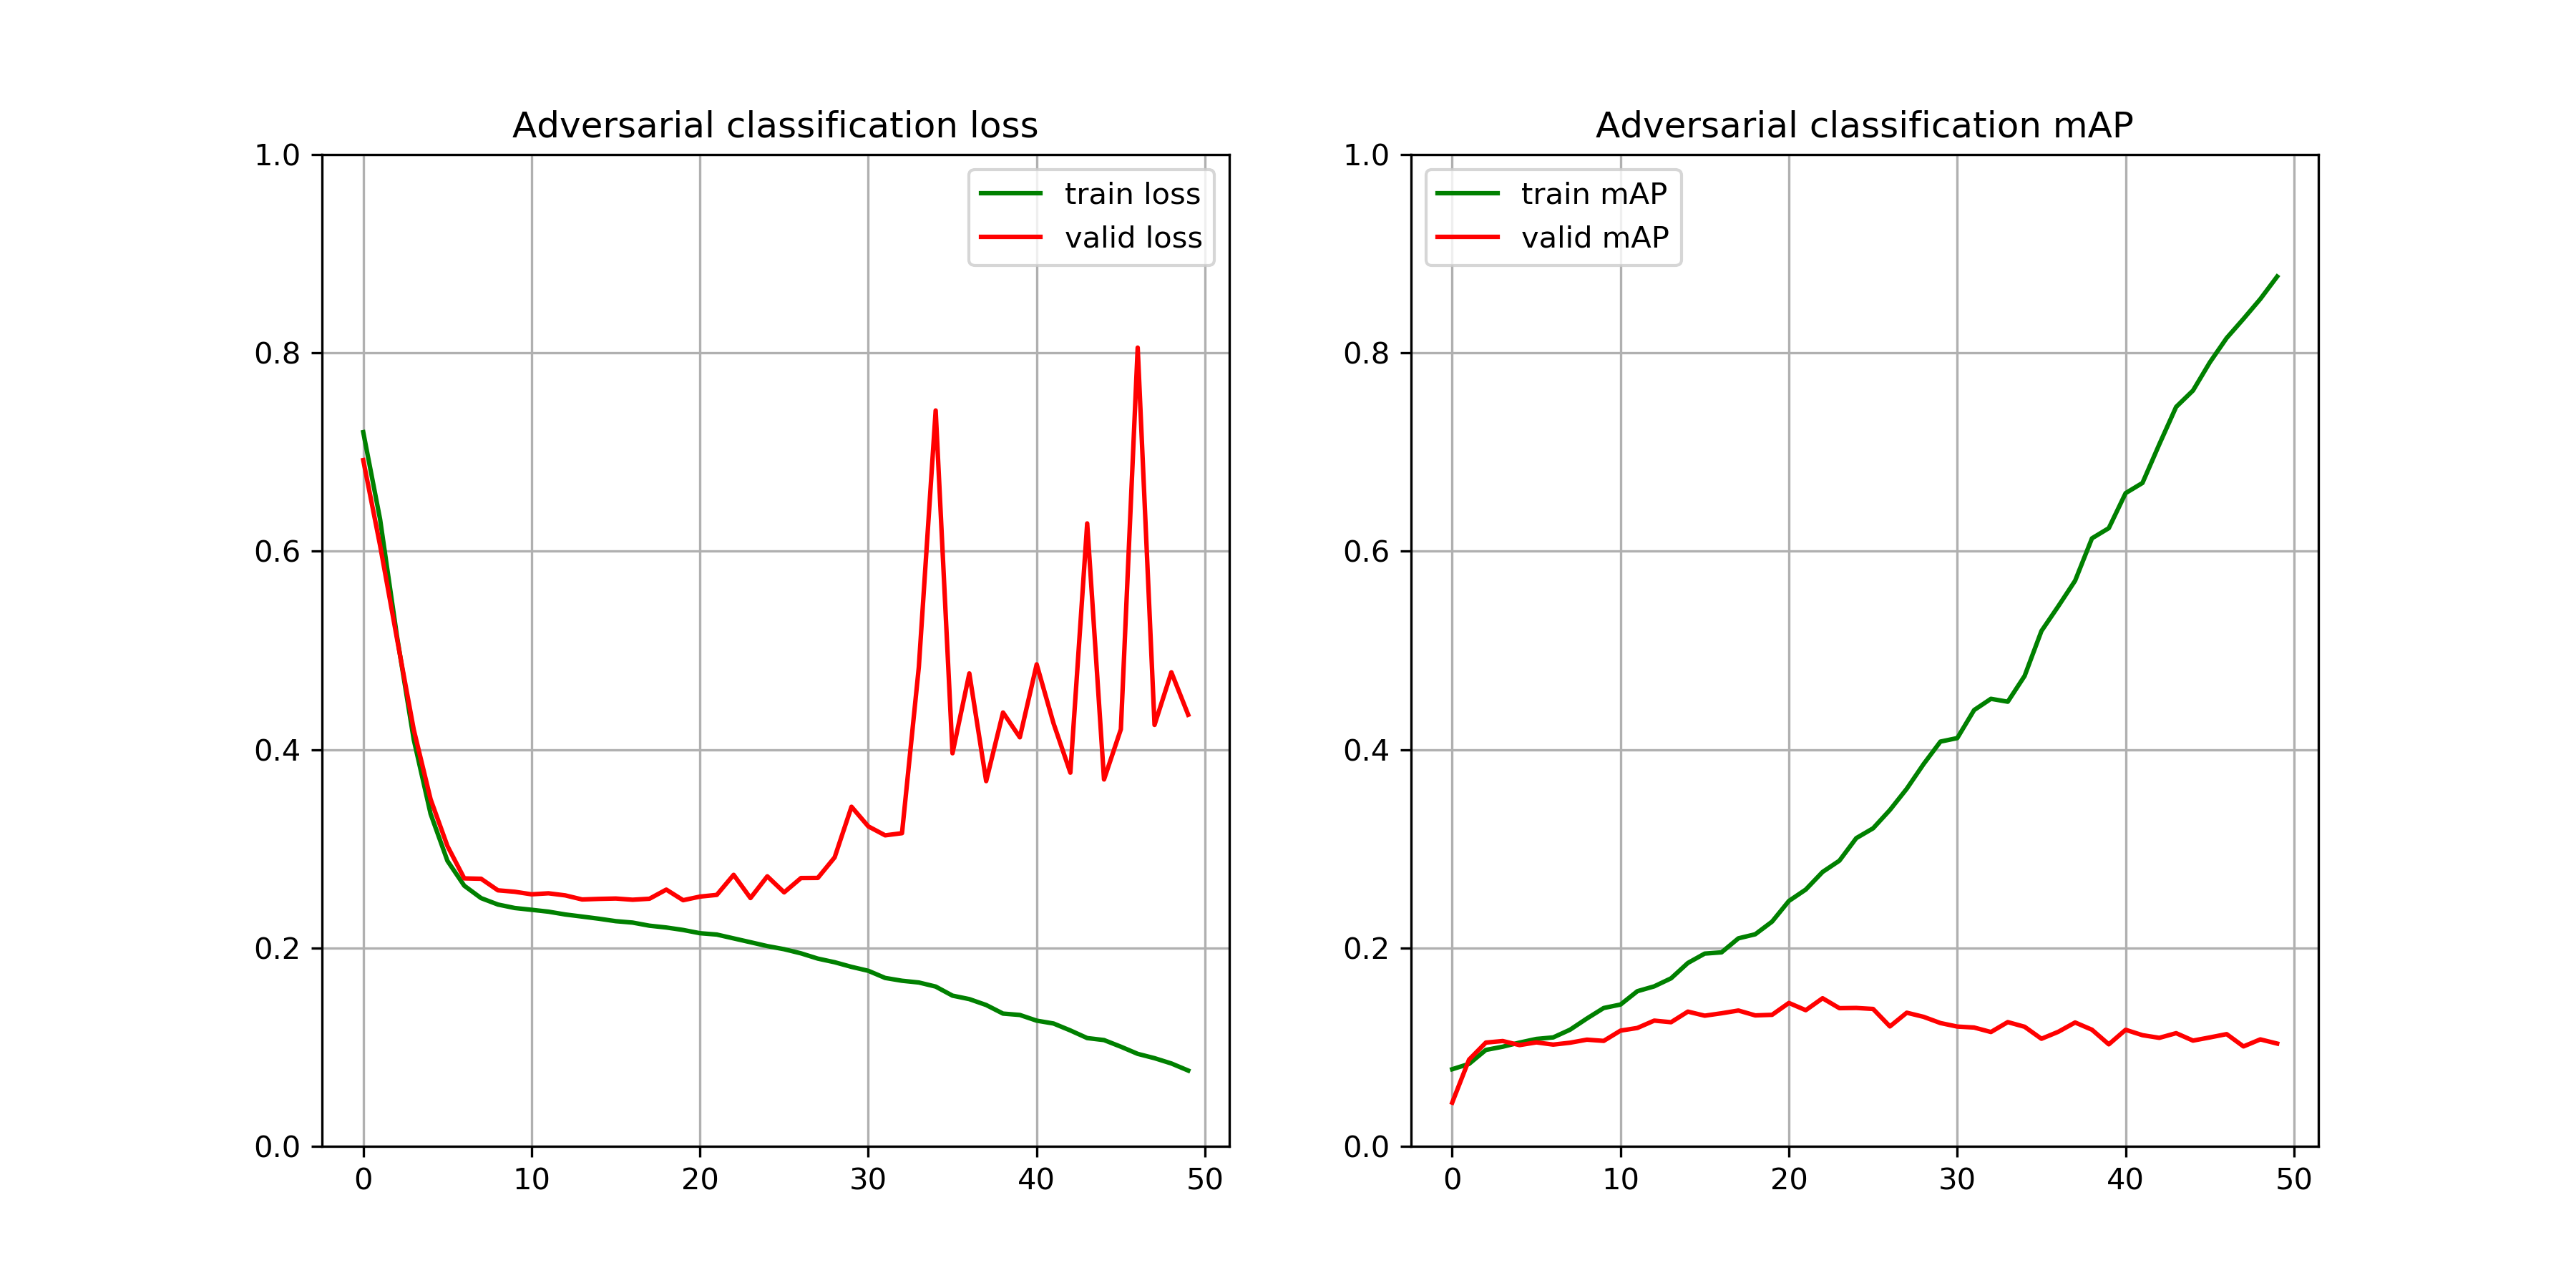 Adversarial classification loss
1.0
0.8
0.6
0.4
0.2
0.0
0 10 20 30 40 50
train loss
valid loss
Adversarial classification mAP
1.0
0.8
0.6
0.4
0.2
0.0
0 10 20 30 40 50
train mAP
valid mAP